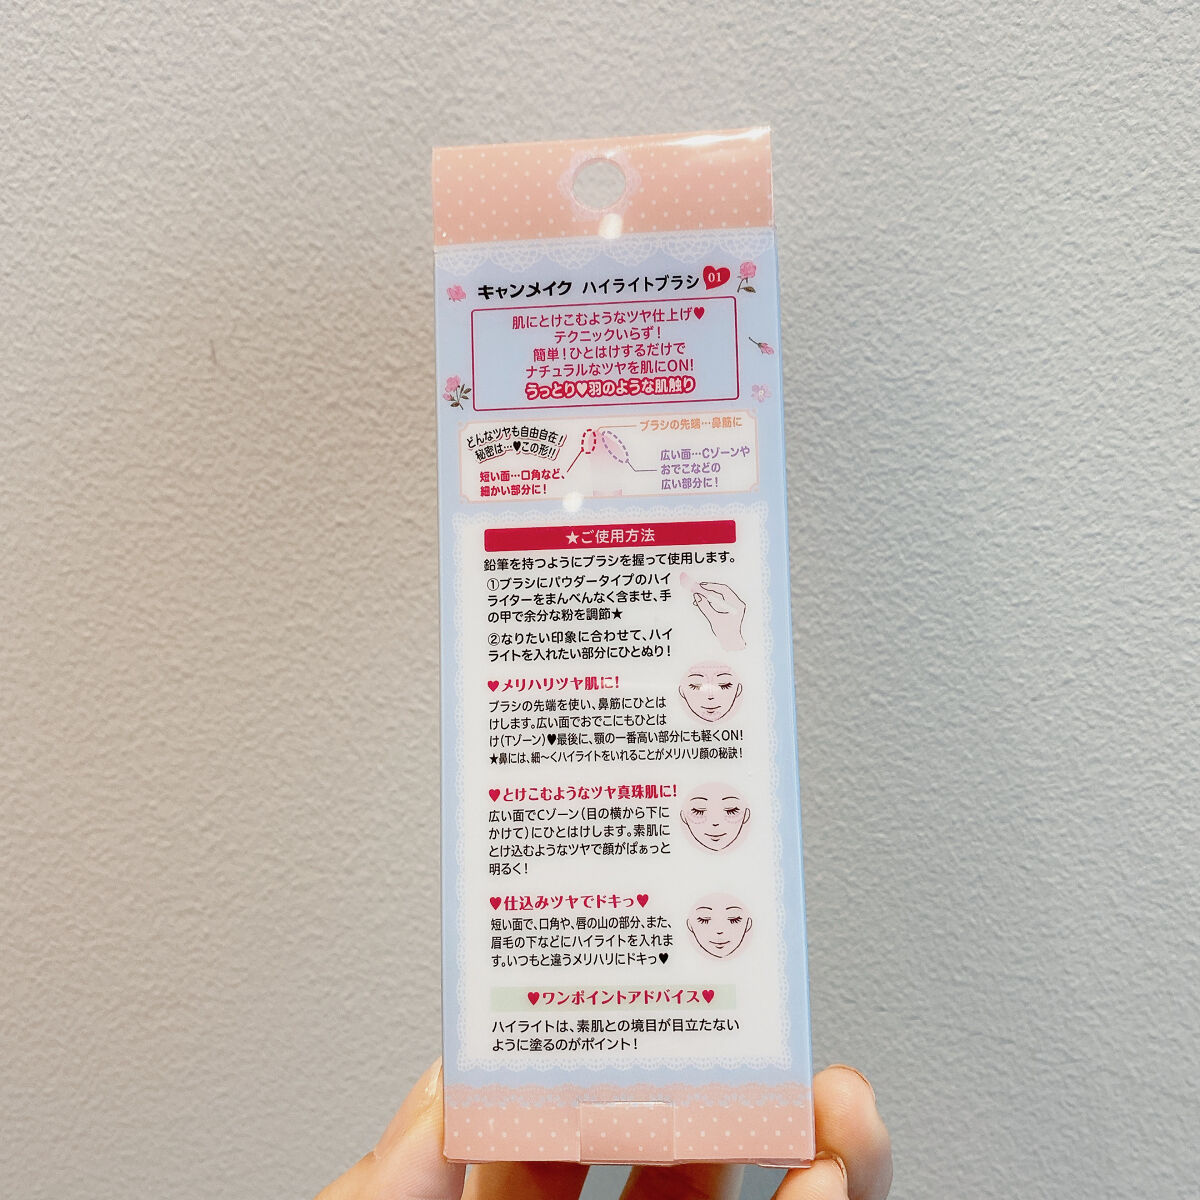 キャンメイク ハイライトブラシ 01
肌にとけこむようなツヤ仕上げ♥
テクニックいらず!
簡単!ひとはけするだけで
ナチュラルなツヤを肌にON!
うっとり♥羽のような肌触り
どんなツヤも自由自在!
秘密は…♥この形!!
ブラシの先端…鼻筋に
短い面…口角など、
細かい部分に!
広い面…Cゾーンや
おでこなどの
広い部分に!
★ご使用方法
鉛筆を持つようにブラシを握って使用します。
①ブラシにパウダータイプのハイ
ライターをまんべんなく含ませ、手
の甲で余分な粉を調節★
②なりたい印象に合わせて、ハイ
ライトを入れたい部分にひとぬり!
♥メリハリツヤ肌に!
ブラシの先端を使い、鼻筋にひとは
けします。広い面でおでこにもひとは
け(Tゾーン)♥最後に、顎の一番高い部分にも軽くON!
★鼻には、細〜くハイライトをいれることがメリハリ顔の秘訣!
♥とけこむようなツヤ真珠肌に!
広い面でCゾーン(目の横から下に
かけて)にひとはけします。素肌に
とけ込むようなツヤで顔がぱぁっと
明るく!
♥仕込みツヤでドキっ♥
短い面で、口角や、唇の山の部分、また、
眉毛の下などにハイライトを入れま
す。いつもと違うメリハリにドキっ♥
♥ワンポイントアドバイス♥
ハイライトは、素肌との境目が目立たない
ように塗るのがポイント!